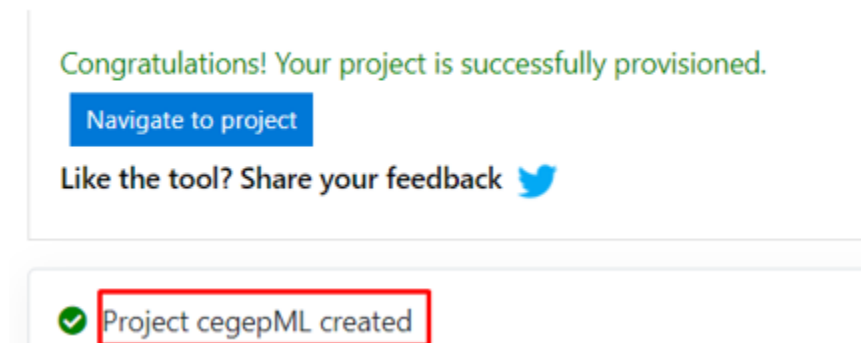 Congratulations! Your project is successfully provisioned.
Navigate to project
Like the tool? Share your feedback
Project cegepML created